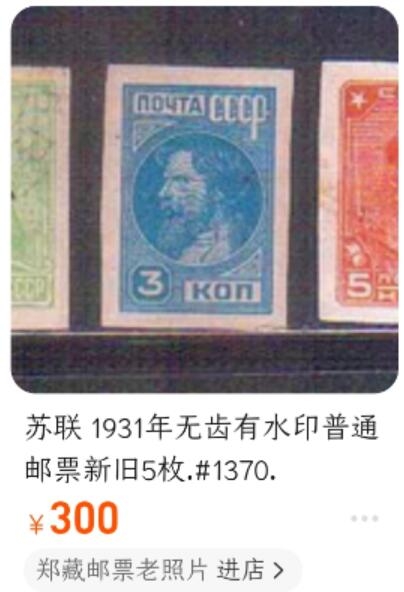 ПОЧТА СССР
3 КОП
ССР
С
5
苏联 1931年无齿有水印普通
邮票新旧5枚.#1370.
¥300
郑藏邮票老照片 进店 >